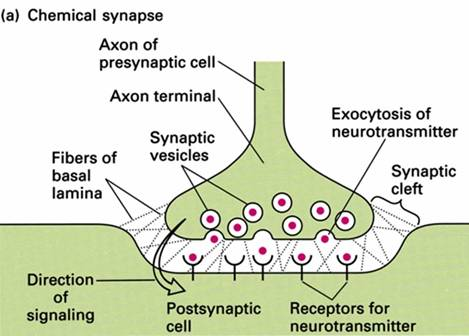 (a) Chemical synapse
Axon of
presynaptic cell
Axon terminal
Exocytosis of
neurotransmitter
Synaptic
vesicles
Fibers of
basal
lamina
Synaptic
cleft
Direction
of
signaling
Postsynaptic
cell
Receptors for
neurotransmitter